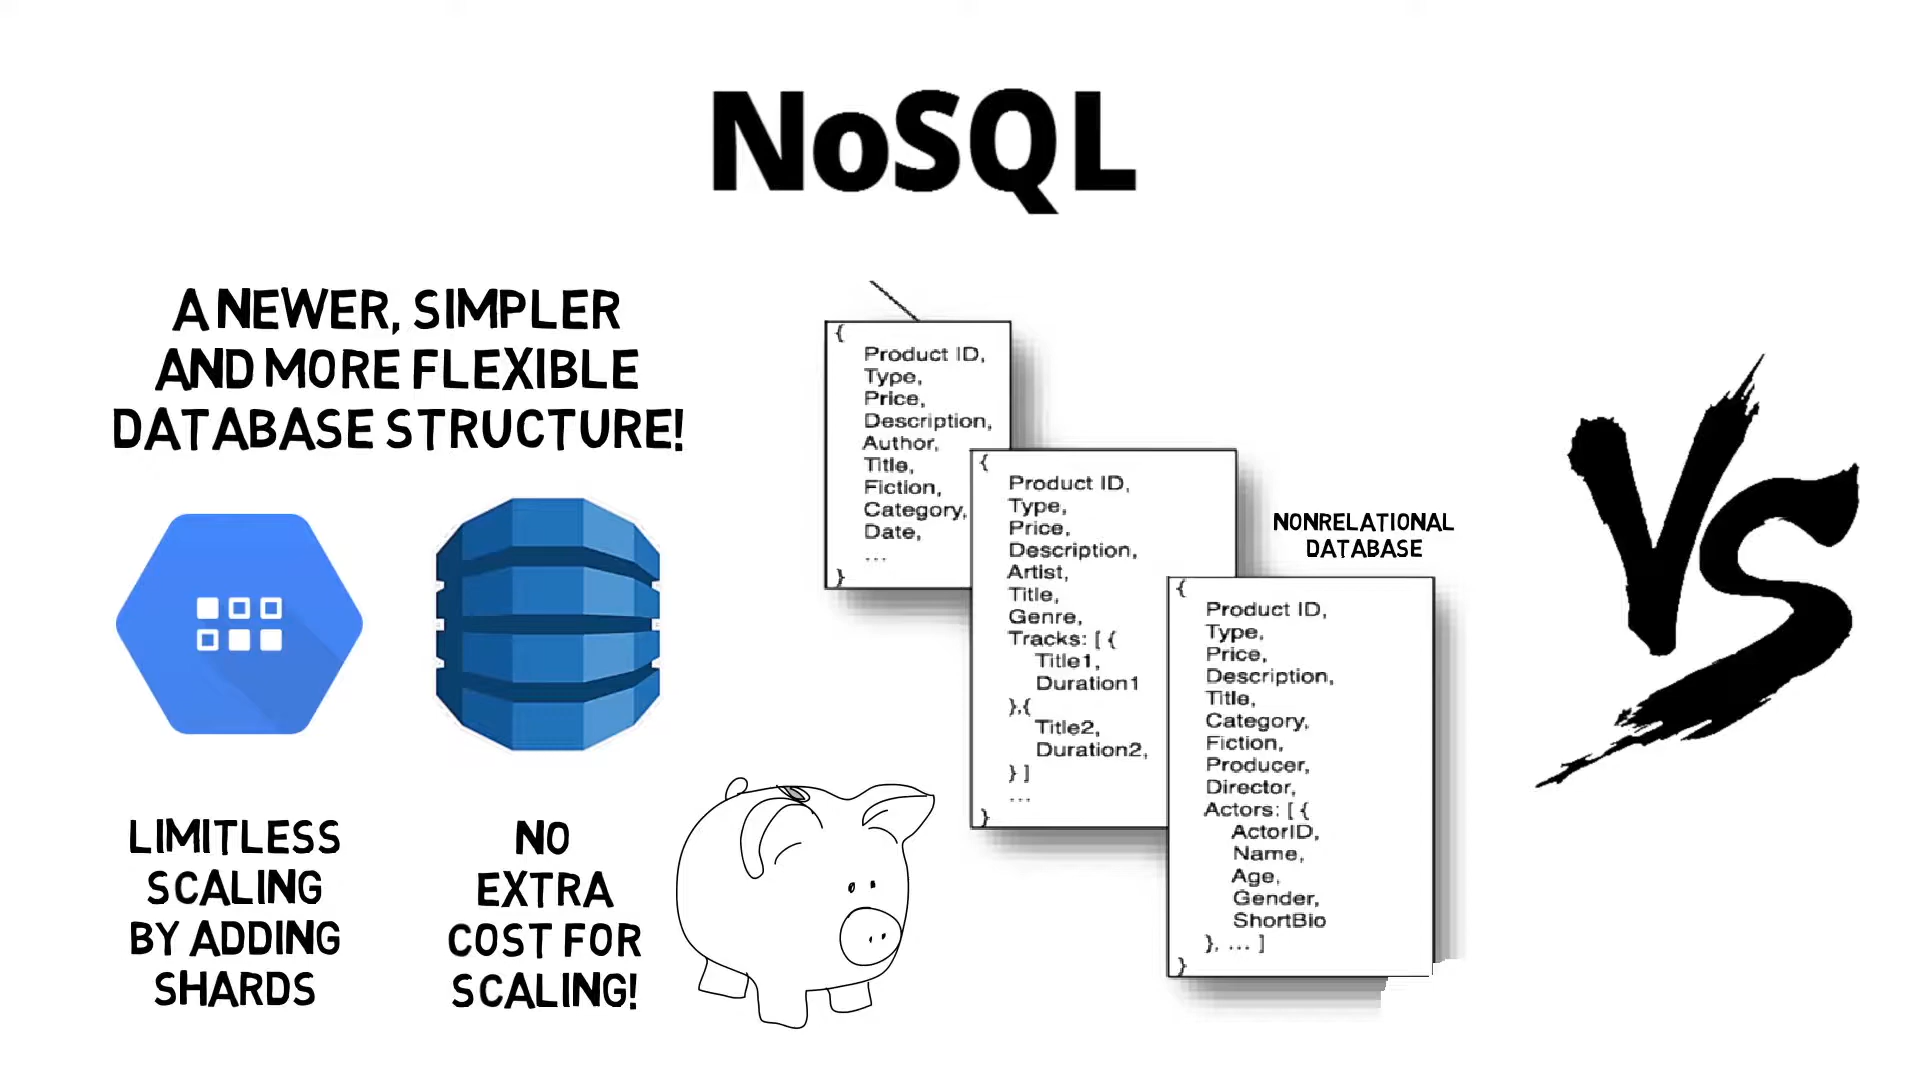 NoSQL
A NEWER, SIMPLER
AND MORE FLEXIBLE
DATABASE STRUCTURE!
LIMITLESS
SCALING
BY ADDING
SHARDS
NO
EXTRA
COST FOR
SCALING!
{
Product ID,
Type,
Price,
Description,
Author,
Title,
Fiction,
Category,
Date,
...
}
{
Product ID,
Type,
Price,
Description,
Artist,
Title,
Genre,
Tracks: [ {
Title1,
Duration1
},{
Title2,
Duration2,
} ]
...
}
NONRELATIONAL
DATABASE
{
Product ID,
Type,
Price,
Description,
Title,
Category,
Fiction,
Producer,
Director,
Actors: [ {
ActorID,
Name,
Age,
Gender,
ShortBio
}, ... ]
}
VS